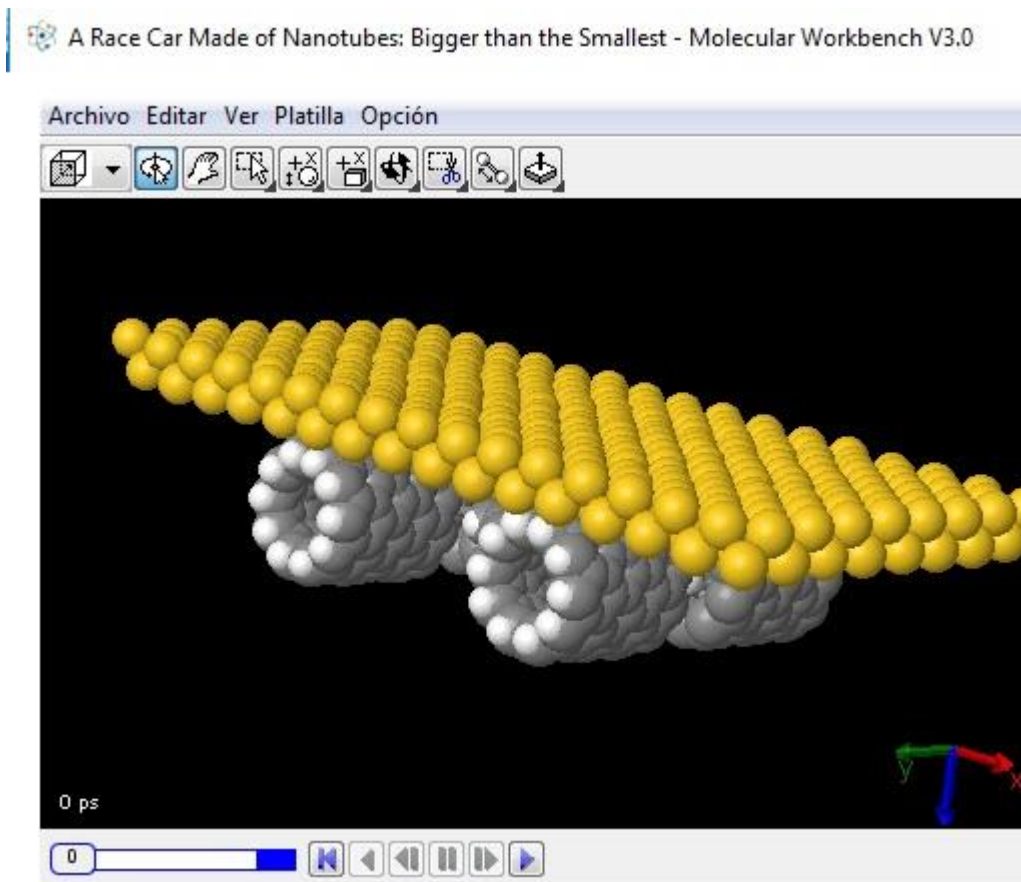 A Race Car Made of Nanotubes: Bigger than the Smallest - Molecular Workbench V3.0
Archivo Editar Ver Platilla Opción
0 ps
y
x
0